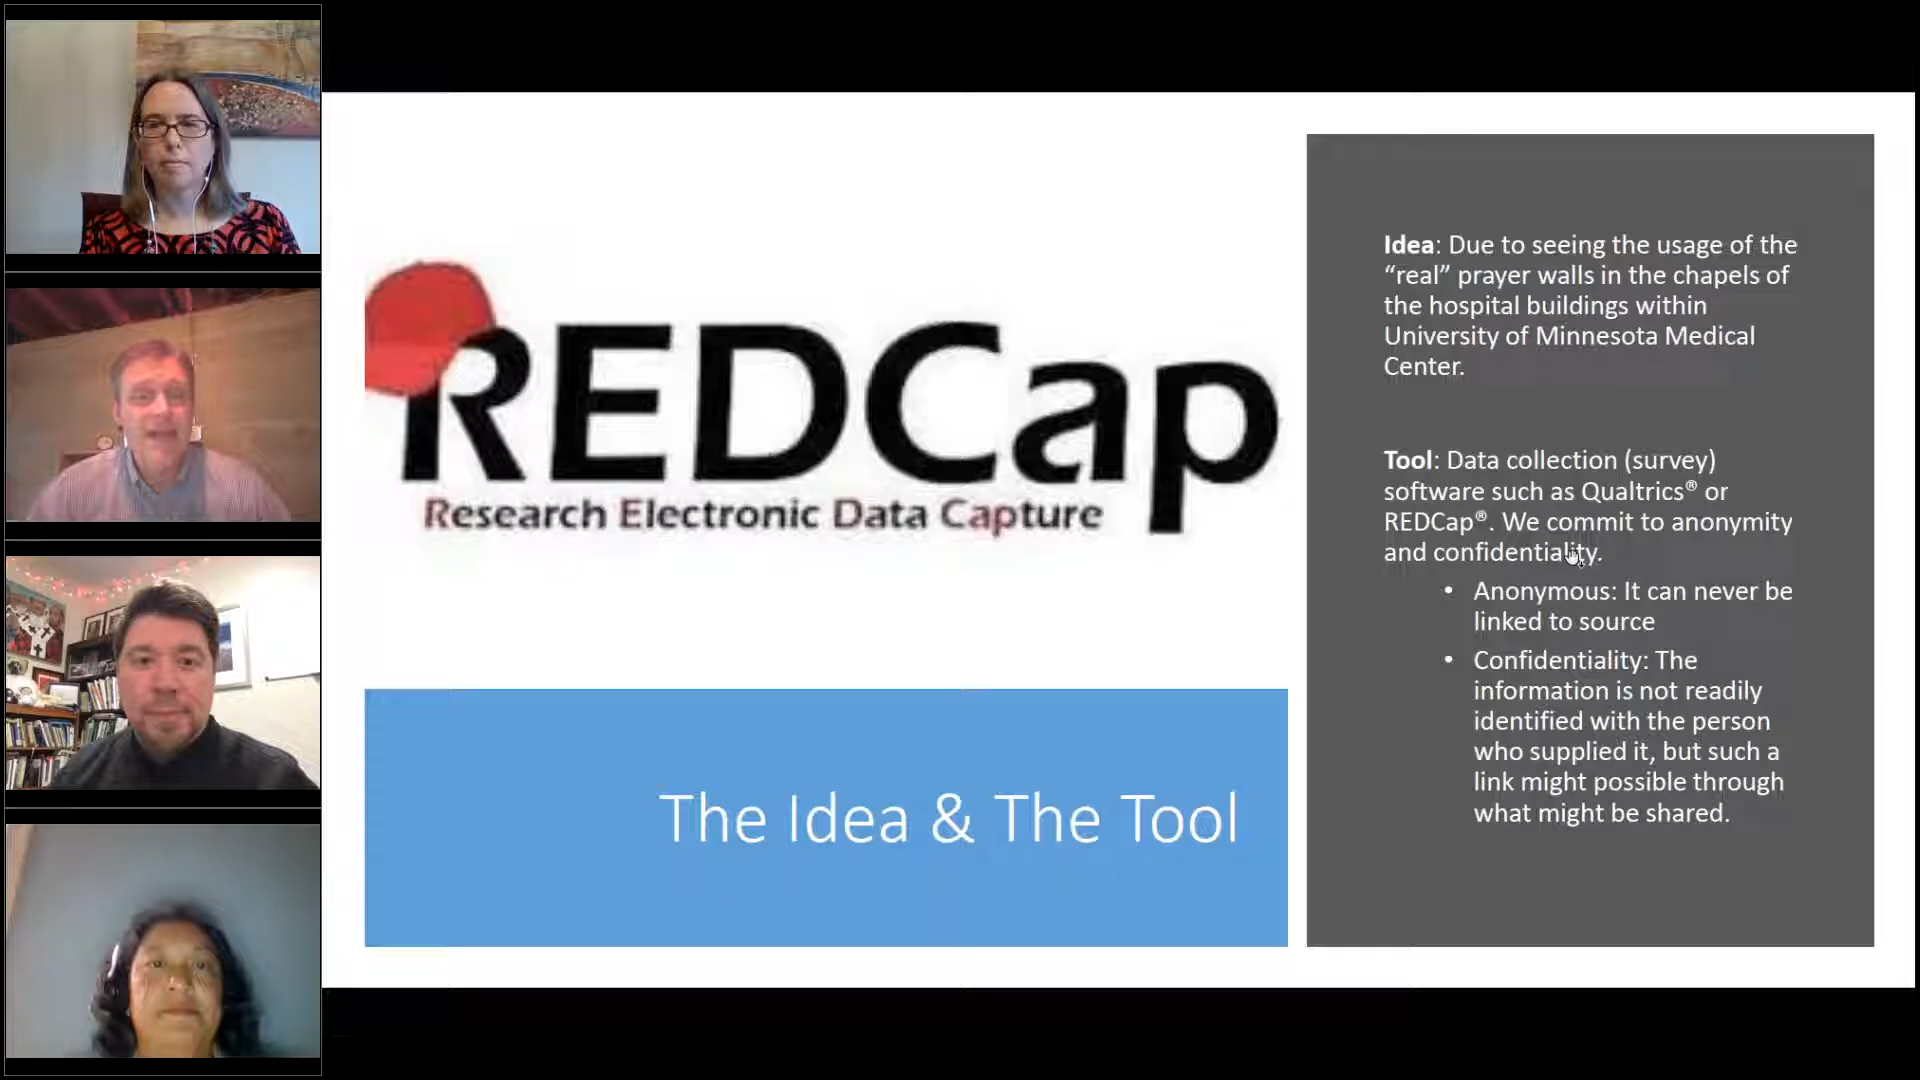 REDCap
Research Electronic Data Capture
The Idea & The Tool
Idea: Due to seeing the usage of the
“real” prayer walls in the chapels of
the hospital buildings within
University of Minnesota Medical
Center.
Tool: Data collection (survey)
software such as Qualtrics® or
REDCap®. We commit to anonymity
and confidentiality.
• Anonymous: It can never be
linked to source
• Confidentiality: The
information is not readily
identified with the person
who supplied it, but such a
link might possible through
what might be shared.